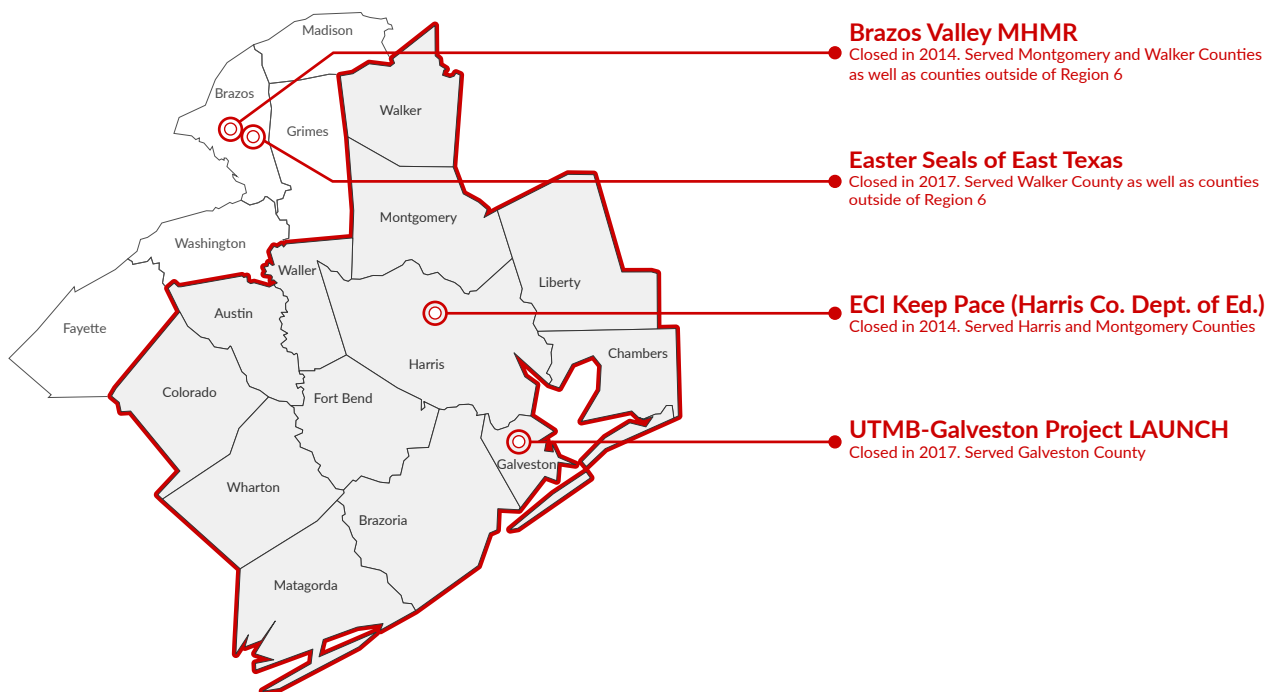 Madison
Brazos
Grimes
Walker
Montgomery
Washington
Waller
Liberty
Austin
Fayette
Harris
Chambers
Colorado
Fort Bend
Galveston
Wharton
Brazoria
Matagorda
Brazos Valley MHMR
Closed in 2014. Served Montgomery and Walker Counties
as well as counties outside of Region 6
Easter Seals of East Texas
Closed in 2017. Served Walker County as well as counties
outside of Region 6
ECI Keep Pace (Harris Co. Dept. of Ed.)
Closed in 2014. Served Harris and Montgomery Counties
UTMB-Galveston Project LAUNCH
Closed in 2017. Served Galveston County